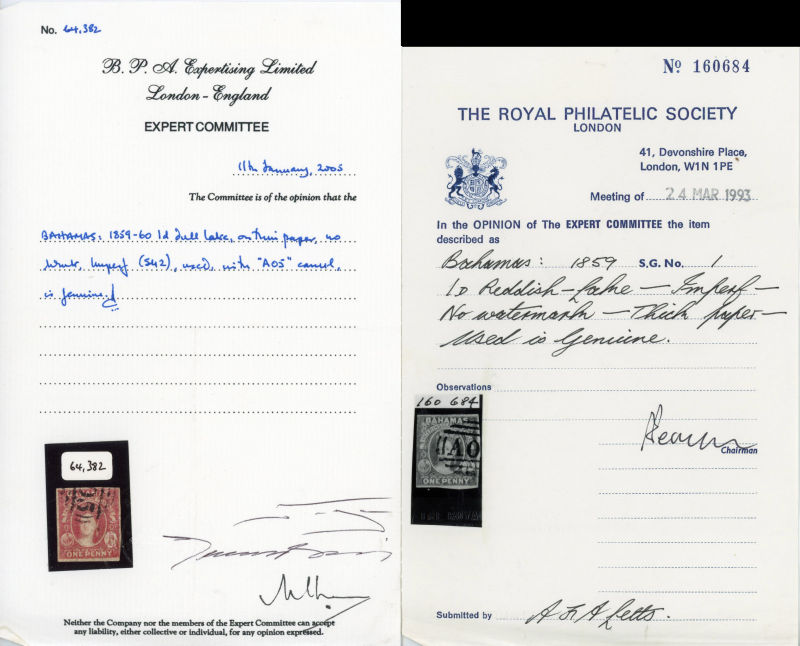 No. 64,382
B. P. A. Expertising Limited
London - England
EXPERT COMMITTEE
11th January, 2005
The Committee is of the opinion that the
BAHAMAS: 1859-60 1d dull lake, on thin paper, no
wmk, Imperf (SG2), used, with "A05" cancel,
is genuine.
64,382
ONE PENNY
Neither the Company nor the members of the Expert Committee can accept
any liability, either collective or individual, for any opinion expressed.
Nº 160684
THE ROYAL PHILATELIC SOCIETY
LONDON
41, Devonshire Place,
London, W1N 1PE
Meeting of 24 MAR 1993
In the OPINION of the EXPERT COMMITTEE the item
described as
Bahamas: 1859 S.G. No. 1
1D Reddish-Lake — Imperf —
No watermark — Thick paper —
Used is Genuine.
Observations
160 684
BAHAMAS
A0
ONE PENNY
Chairman
Submitted by A F A Letts.